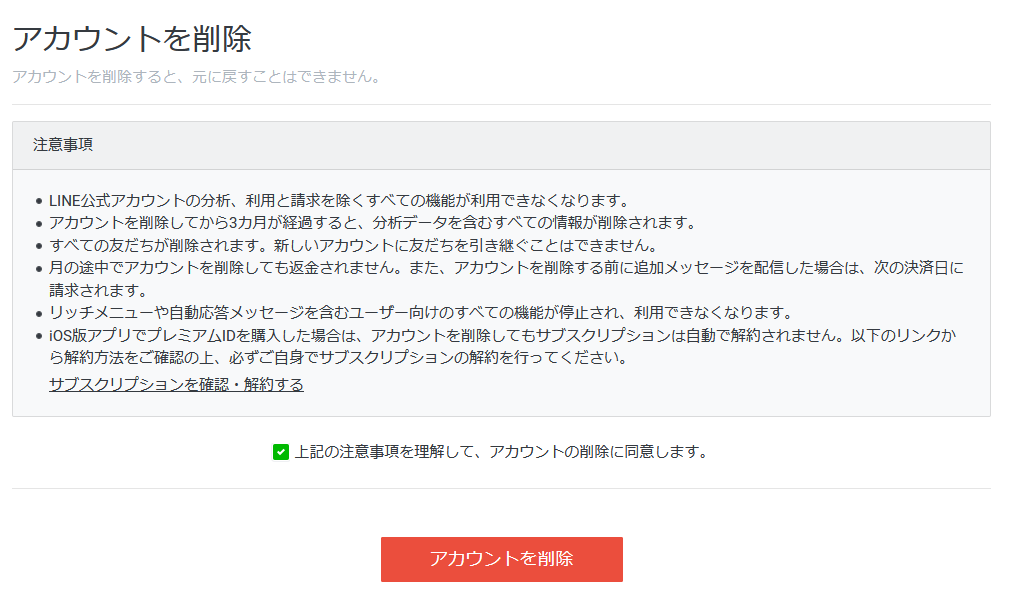 アカウントを削除
アカウントを削除すると、元に戻すことはできません。
注意事項
LINE公式アカウントの分析、利用と請求を除くすべての機能が利用できなくなります。
アカウントを削除してから3カ月が経過すると、分析データを含むすべての情報が削除されます。
すべての友だちが削除されます。新しいアカウントに友だちを引き継ぐことはできません。
月の途中でアカウントを削除しても返金されません。また、アカウントを削除する前に追加メッセージを配信した場合は、次の決済日に
請求されます。
リッチメニューや自動応答メッセージを含むユーザー向けのすべての機能が停止され、利用できなくなります。
iOS版アプリでプレミアムIDを購入した場合は、アカウントを削除してもサブスクリプションは自動で解約されません。以下のリンクか
ら解約方法をご確認の上、必ずご自身でサブスクリプションの解約を行ってください。
サブスクリプションを確認・解約する
上記の注意事項を理解して、アカウントの削除に同意します。
アカウントを削除